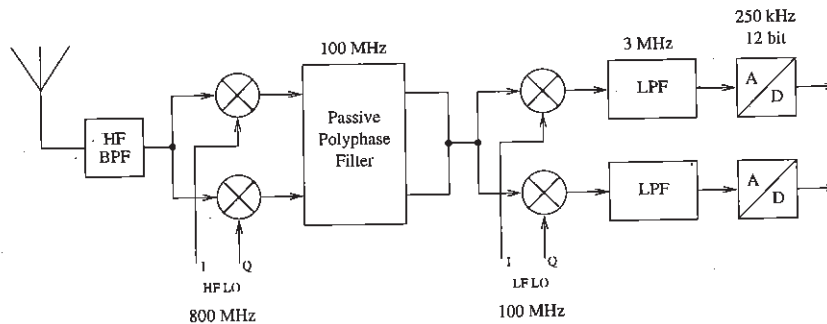 250 kHz
12 bit
100 MHz
3 MHz
HF
BPF
Passive
Polyphase
Filter
LPF
A
D
LPF
A
D
I
Q
HF LO
800 MHz
I
Q
LF LO
100 MHz